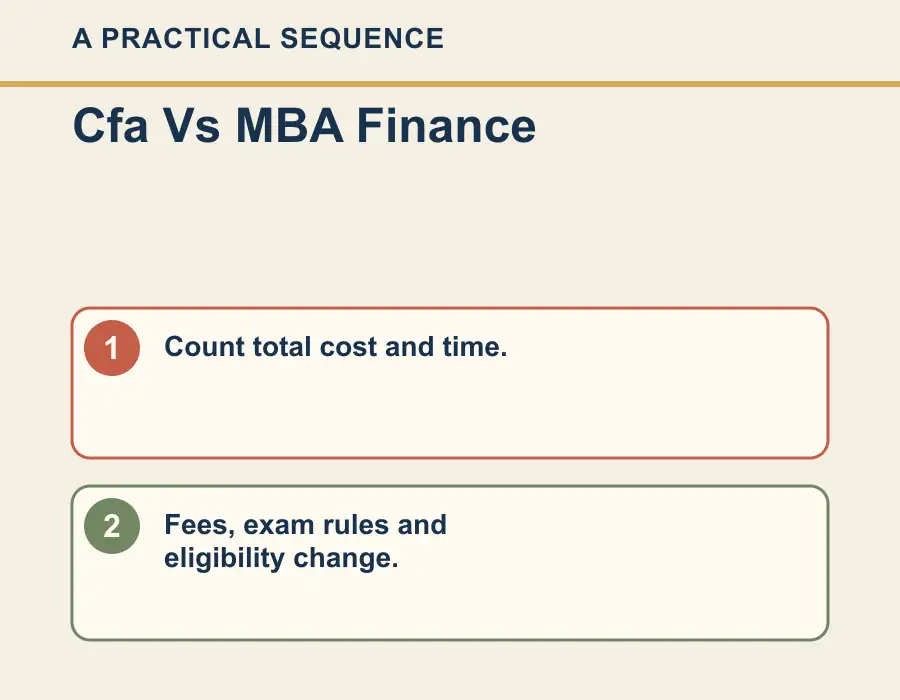 A PRACTICAL SEQUENCE
Cfa Vs MBA Finance
1
Count total cost and time.
2
Fees, exam rules and
eligibility change.